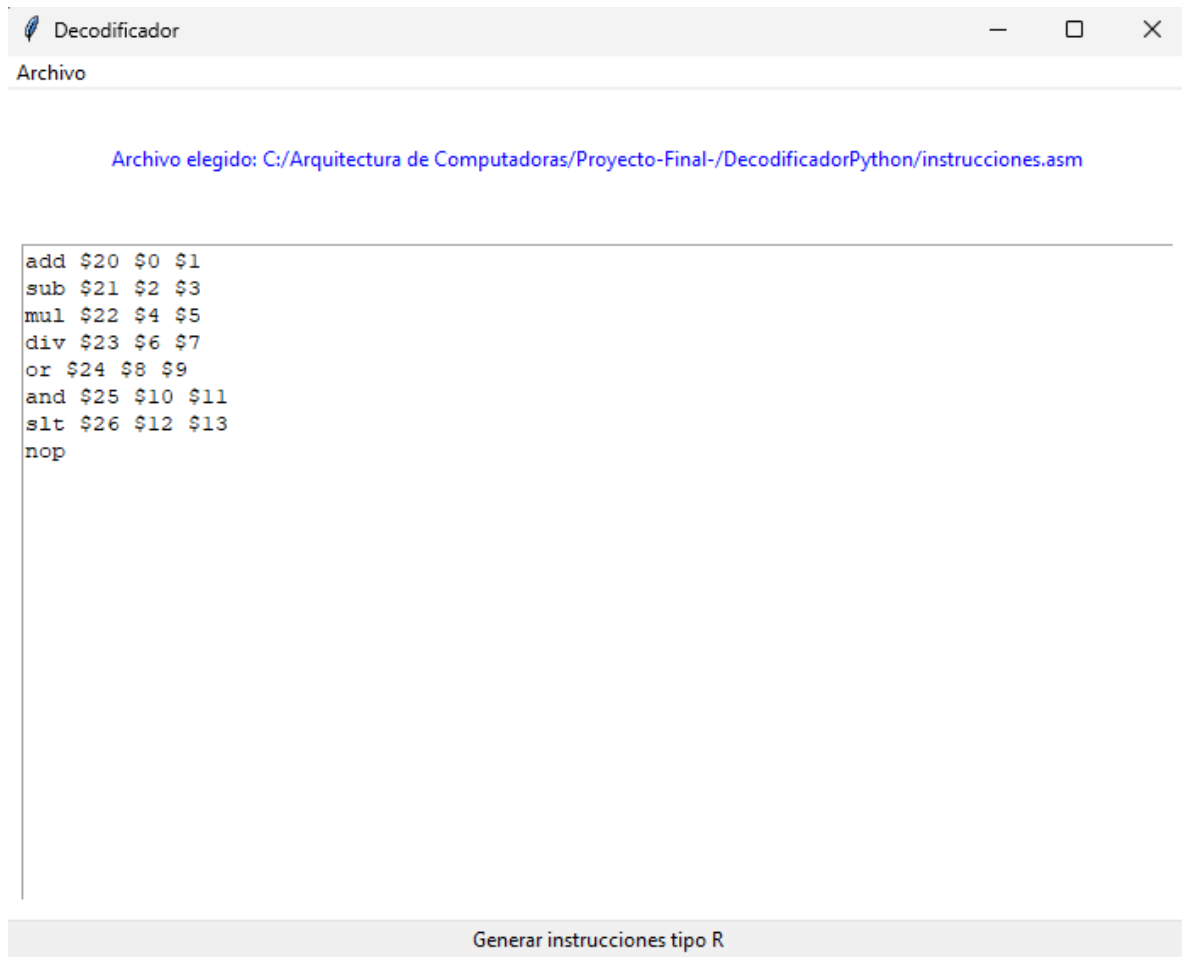 Decodificador
Archivo
Archivo elegido: C:/Arquitectura de Computadoras/Proyecto-Final-/DecodificadorPython/instrucciones.asm
add $20 $0 $1
sub $21 $2 $3
mul $22 $4 $5
div $23 $6 $7
or $24 $8 $9
and $25 $10 $11
slt $26 $12 $13
nop
Generar instrucciones tipo R